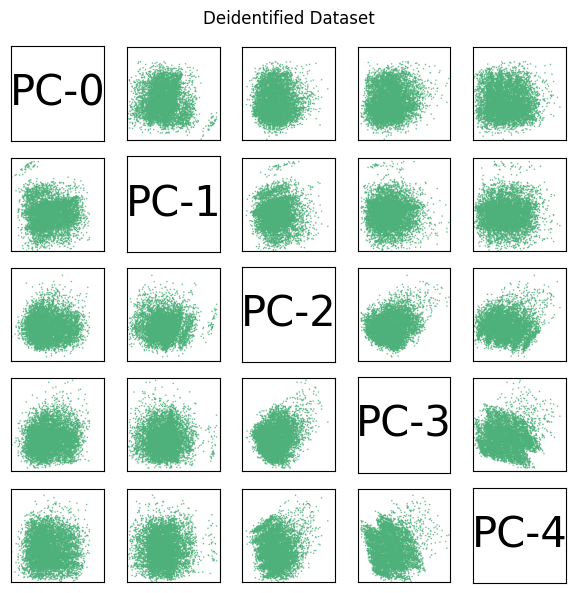 Deidentified Dataset
PC-0
PC-1
PC-2
PC-3
PC-4